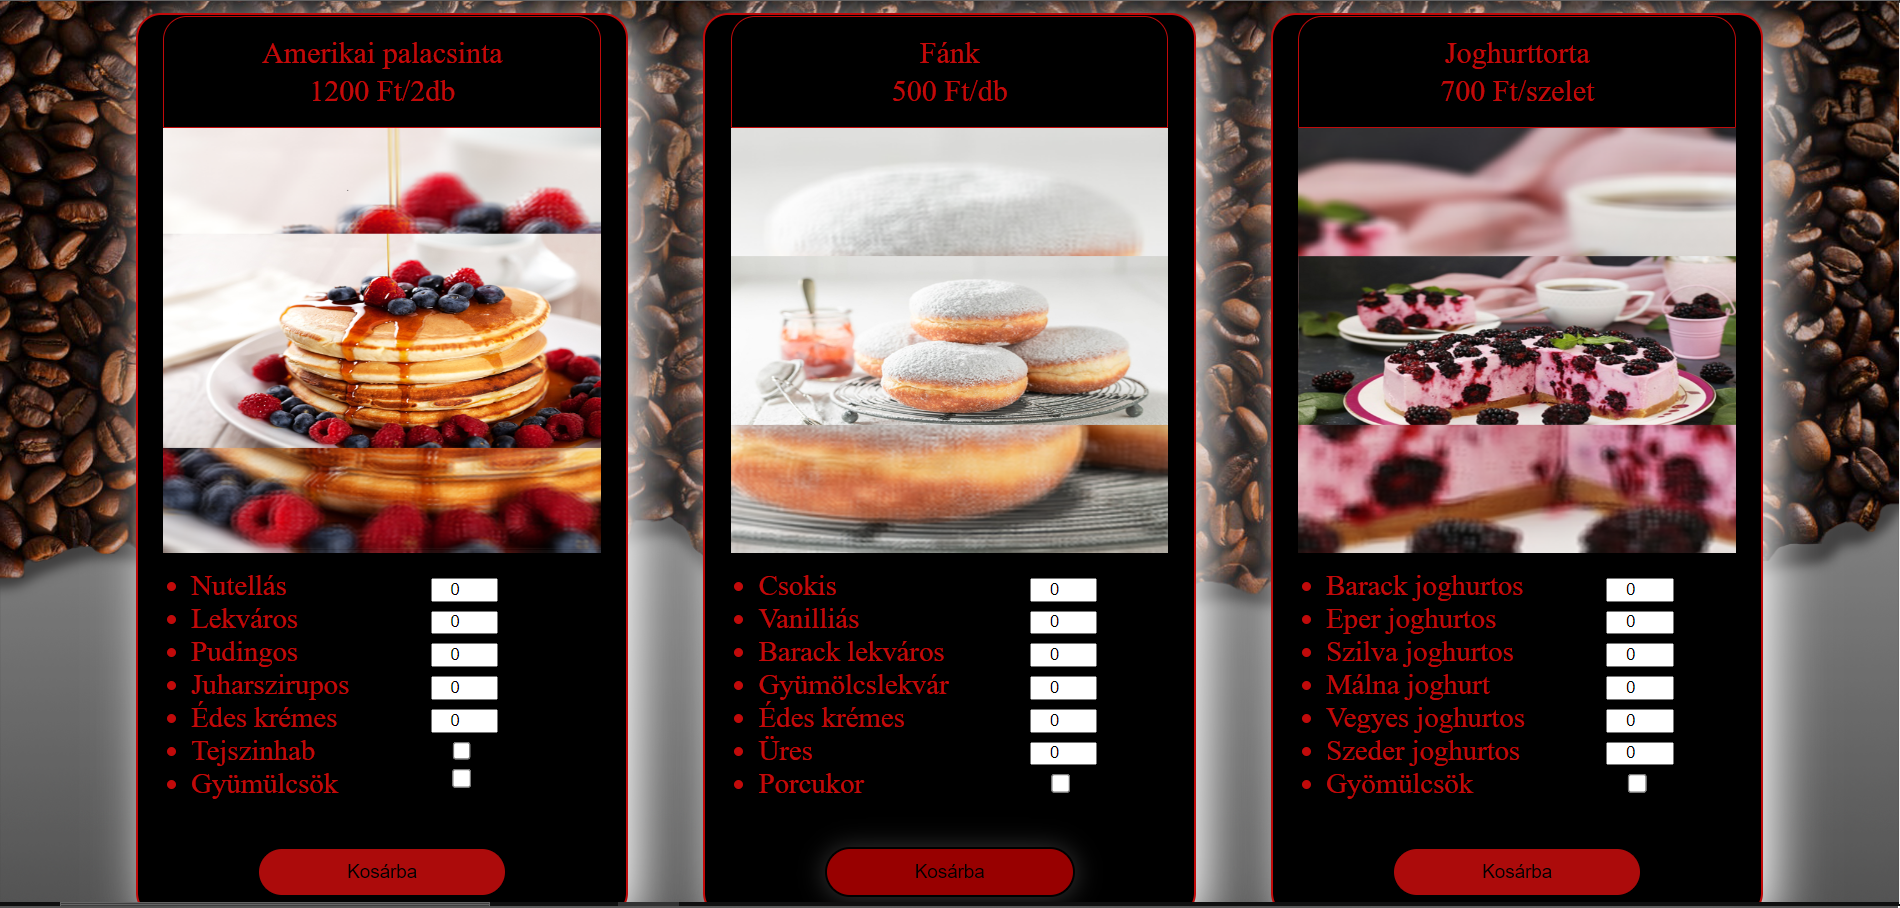 Amerikai palacsinta
1200 Ft/2db
Nutellás 0
Lekváros 0
Pudingos 0
Juharszirupos 0
Édes krémes 0
Tejszinhab
Gyümülcsök
Kosárba
Fánk
500 Ft/db
Csokis 0
Vanilliás 0
Barack lekváros 0
Gyümölcslekvár 0
Édes krémes 0
Üres 0
Porcukor
Kosárba
Joghurttorta
700 Ft/szelet
Barack joghurtos 0
Eper joghurtos 0
Szilva joghurtos 0
Málna joghurt 0
Vegyes joghurtos 0
Szeder joghurtos 0
Gyömülcsök
Kosárba